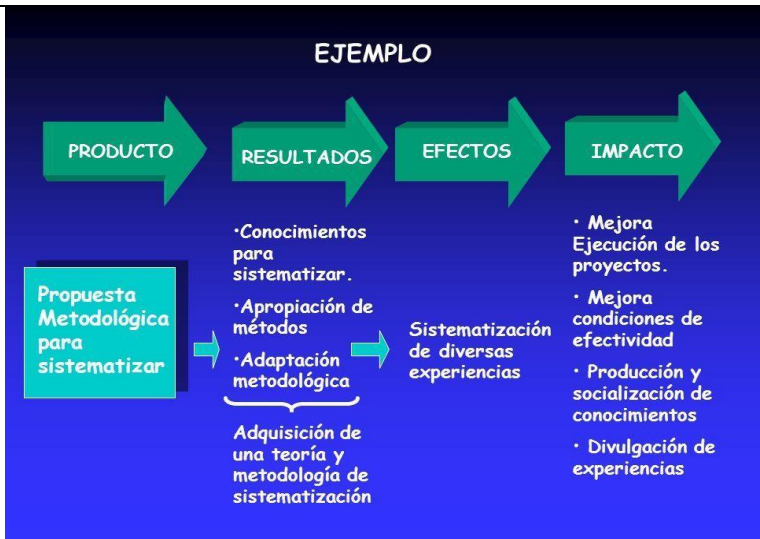 EJEMPLO
PRODUCTO
RESULTADOS
EFECTOS
IMPACTO
Propuesta
Metodológica
para
sistematizar
•Conocimientos
para
sistematizar.
•Apropiación de
métodos
•Adaptación
metodológica
Adquisición de
una teoría y
metodología de
sistematización
Sistematización
de diversas
experiencias
• Mejora
Ejecución de los
proyectos.
• Mejora
condiciones de
efectividad
• Producción y
socialización de
conocimientos
• Divulgación de
experiencias